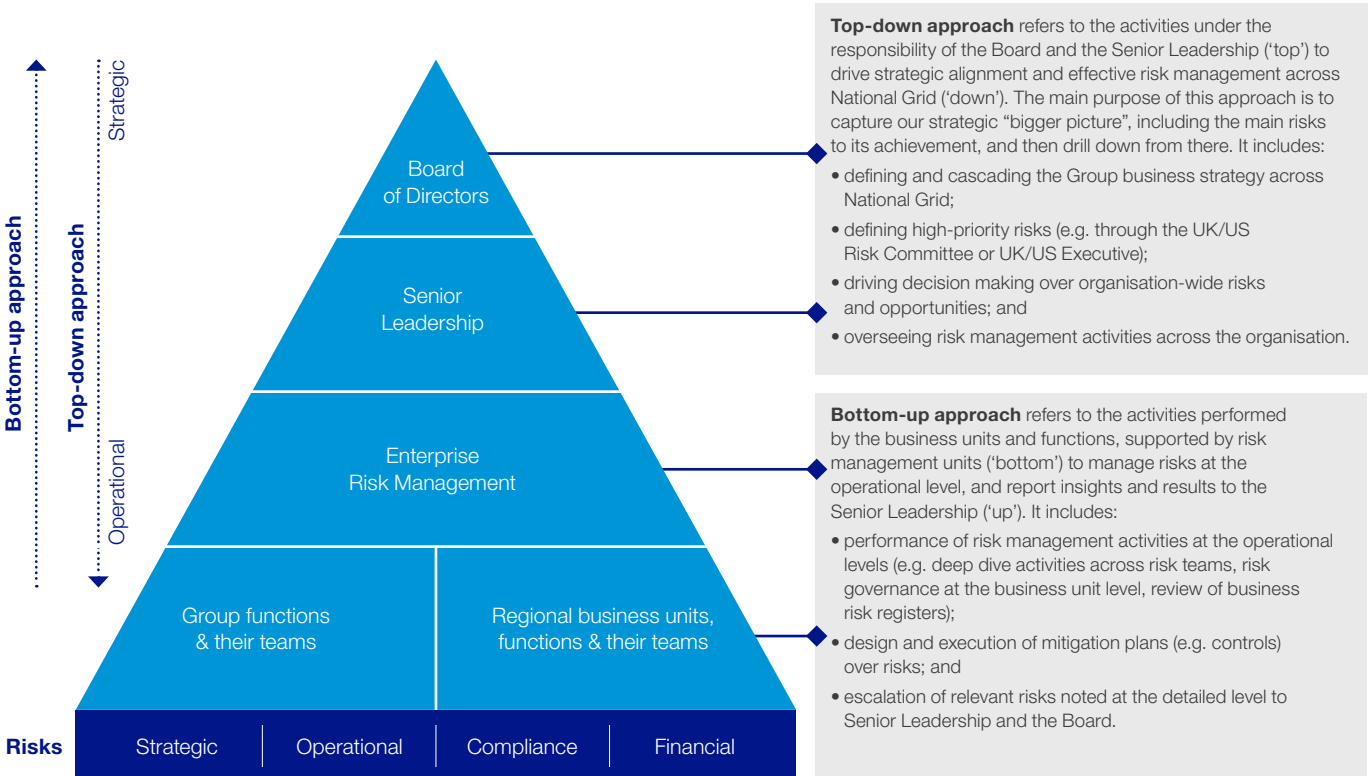 Bottom-up approach
Top-down approach
Strategic
Operational
Board
of Directors
Senior
Leadership
Enterprise
Risk Management
Group functions
& their teams
Regional business units,
functions & their teams
Risks
Strategic
Operational
Compliance
Financial
Top-down approach refers to the activities under the
responsibility of the Board and the Senior Leadership (‘top’) to
drive strategic alignment and effective risk management across
National Grid (‘down’). The main purpose of this approach is to
capture our strategic “bigger picture”, including the main risks
to its achievement, and then drill down from there. It includes:
• defining and cascading the Group business strategy across
National Grid;
• defining high-priority risks (e.g. through the UK/US
Risk Committee or UK/US Executive);
• driving decision making over organisation-wide risks
and opportunities; and
• overseeing risk management activities across the organisation.
Bottom-up approach refers to the activities performed
by the business units and functions, supported by risk
management units (‘bottom’) to manage risks at the
operational level, and report insights and results to the
Senior Leadership (‘up’). It includes:
• performance of risk management activities at the operational
levels (e.g. deep dive activities across risk teams, risk
governance at the business unit level, review of business
risk registers);
• design and execution of mitigation plans (e.g. controls)
over risks; and
• escalation of relevant risks noted at the detailed level to
Senior Leadership and the Board.